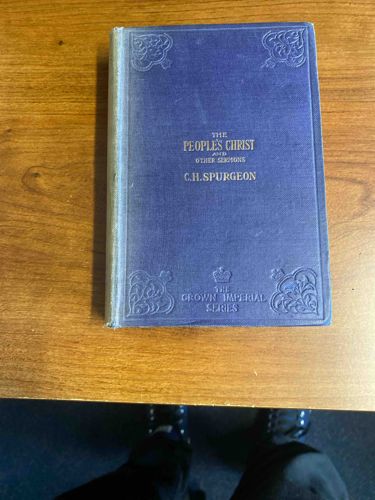 THE
PEOPLE'S CHRIST
AND
OTHER SERMONS
C.H.SPURGEON
THE
CROWN IMPERIAL
SERIES